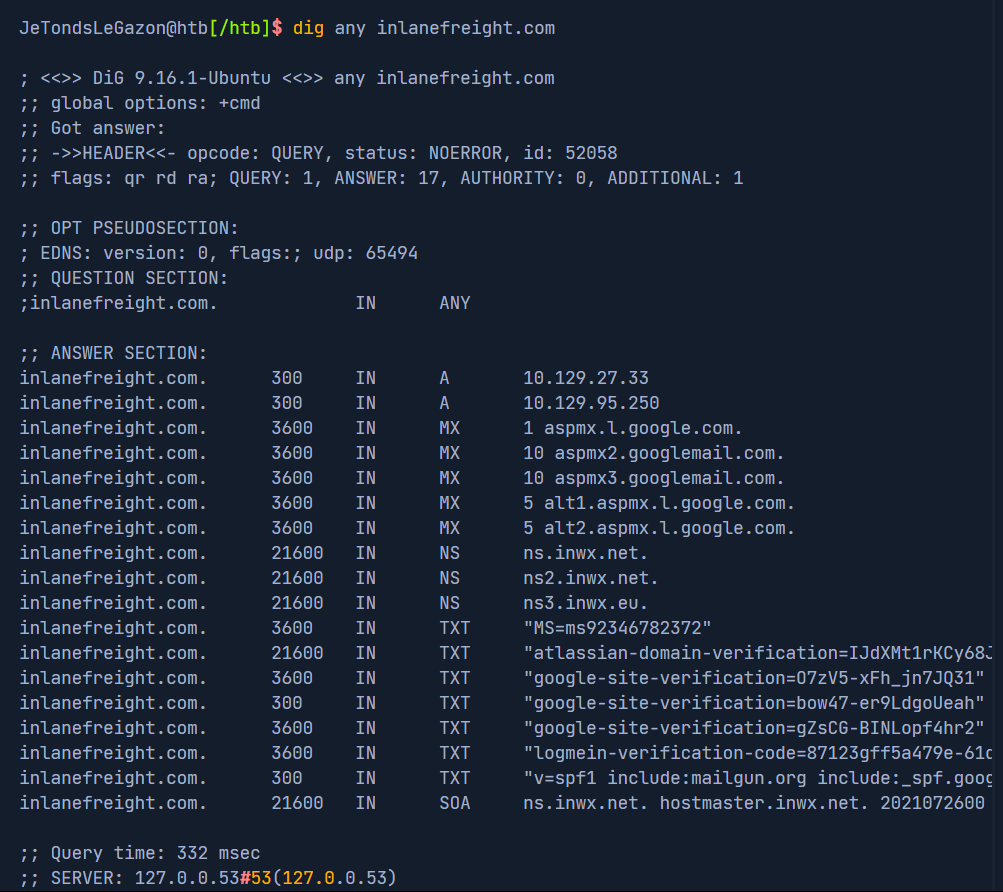 JeTondsLeGazon@htb[/htb]$ dig any inlanefreight.com
; <<>> DiG 9.16.1-Ubuntu <<>> any inlanefreight.com
;; global options: +cmd
;; Got answer:
;; ->>HEADER<<- opcode: QUERY, status: NOERROR, id: 52058
;; flags: qr rd ra; QUERY: 1, ANSWER: 17, AUTHORITY: 0, ADDITIONAL: 1
;; OPT PSEUDOSECTION:
; EDNS: version: 0, flags:; udp: 65494
;; QUESTION SECTION:
;inlanefreight.com. IN ANY
;; ANSWER SECTION:
inlanefreight.com. 300 IN A 10.129.27.33
inlanefreight.com. 300 IN A 10.129.95.250
inlanefreight.com. 3600 IN MX 1 aspmx.l.google.com.
inlanefreight.com. 3600 IN MX 10 aspmx2.googlemail.com.
inlanefreight.com. 3600 IN MX 10 aspmx3.googlemail.com.
inlanefreight.com. 3600 IN MX 5 alt1.aspmx.l.google.com.
inlanefreight.com. 3600 IN MX 5 alt2.aspmx.l.google.com.
inlanefreight.com. 21600 IN NS ns.inwx.net.
inlanefreight.com. 21600 IN NS ns2.inwx.net.
inlanefreight.com. 21600 IN NS ns3.inwx.eu.
inlanefreight.com. 3600 IN TXT "MS=ms92346782372"
inlanefreight.com. 21600 IN TXT "atlassian-domain-verification=IJdXMt1rKCy68J
inlanefreight.com. 3600 IN TXT "google-site-verification=O7zV5-xFh_jn7JQ31"
inlanefreight.com. 300 IN TXT "google-site-verification=bow47-er9LdgoUeah"
inlanefreight.com. 3600 IN TXT "google-site-verification=gZsCG-BINLopf4hr2"
inlanefreight.com. 3600 IN TXT "logmein-verification-code=87123gff5a479e-61d
inlanefreight.com. 300 IN TXT "v=spf1 include:mailgun.org include:_spf.goog
inlanefreight.com. 21600 IN SOA ns.inwx.net. hostmaster.inwx.net. 2021072600
;; Query time: 332 msec
;; SERVER: 127.0.0.53#53(127.0.0.53)